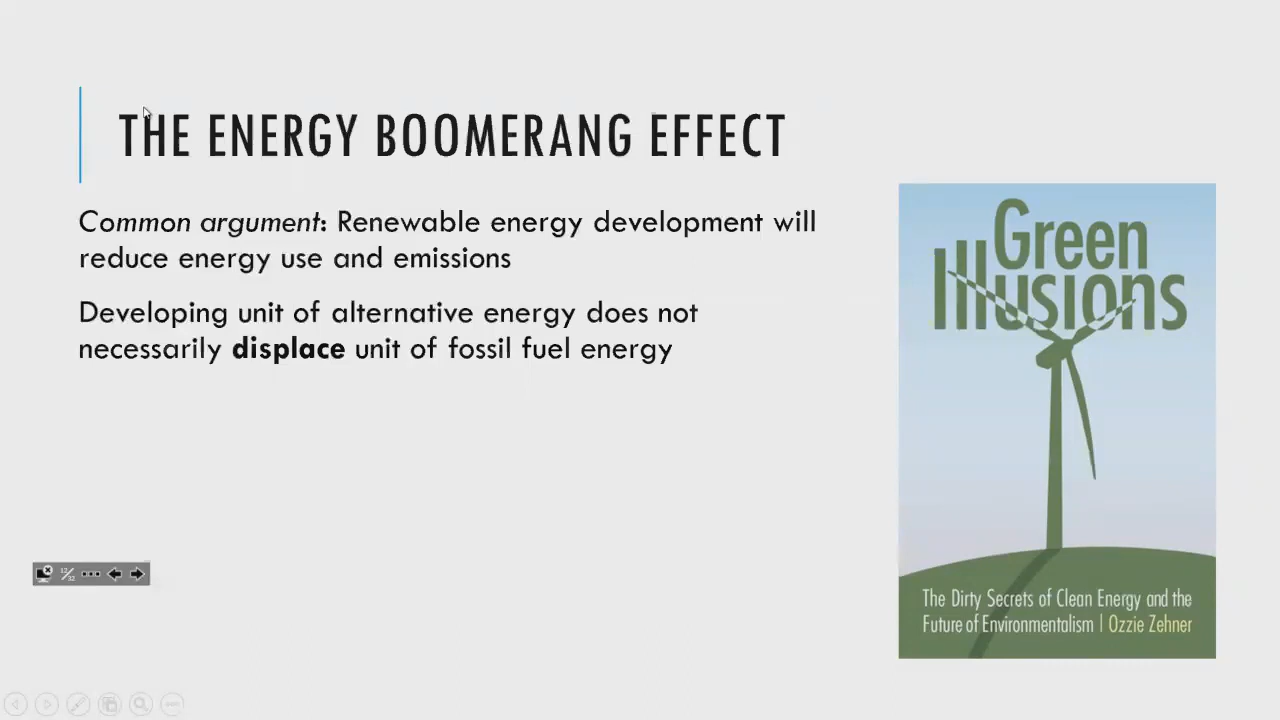 THE ENERGY BOOMERANG EFFECT
Common argument: Renewable energy development will
reduce energy use and emissions
Developing unit of alternative energy does not
necessarily displace unit of fossil fuel energy
Green
Illusions
The Dirty Secrets of Clean Energy and the
Future of Environmentalism | Ozzie Zehner
12/32